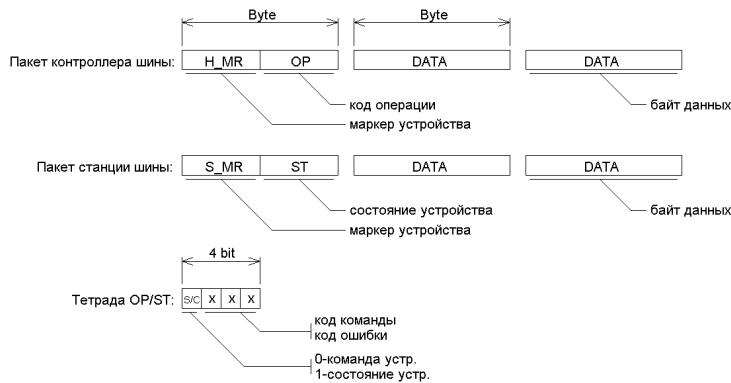 Byte Byte
Пакет контроллера шины: H_MR OP DATA DATA
код операции байт данных
маркер устройства
Пакет станции шины: S_MR ST DATA DATA
состояние устройства байт данных
маркер устройства
4 bit
Тетрада OP/ST: S/C X X X
код команды
код ошибки
0-команда устр.
1-состояние устр.